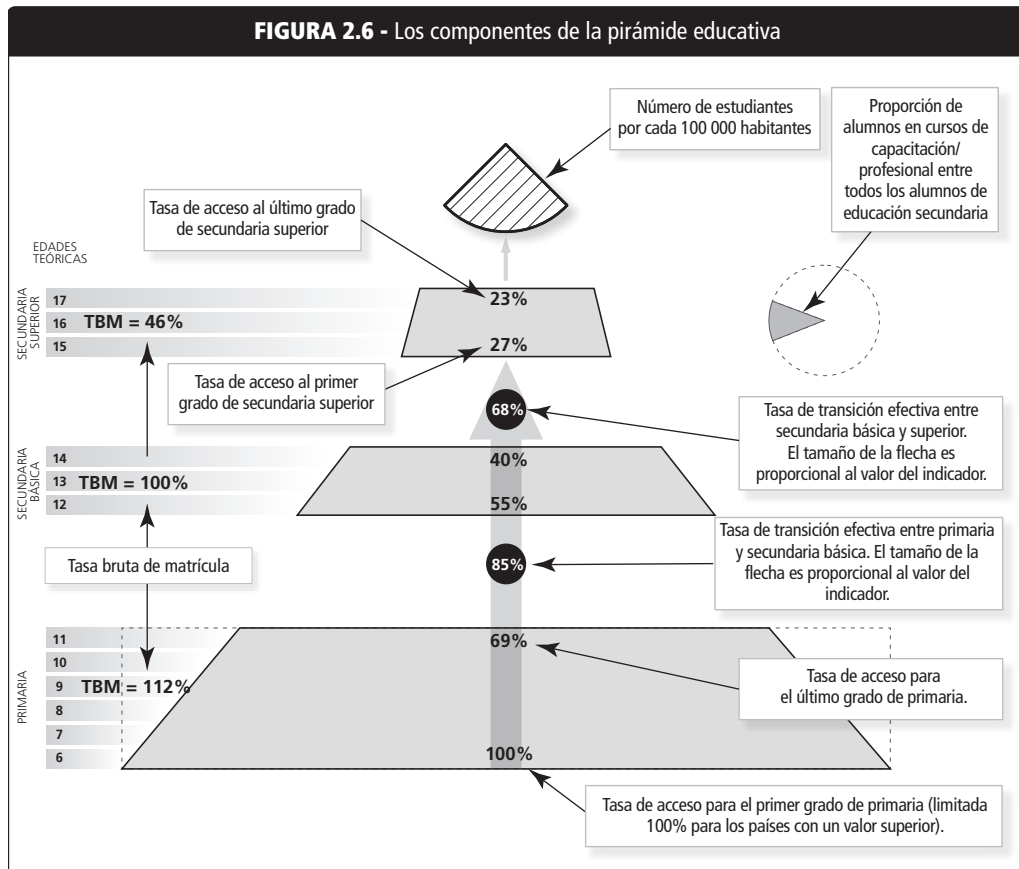 FIGURA 2.6 - Los componentes de la pirámide educativa
Número de estudiantes
por cada 100 000 habitantes
Proporción de
alumnos en cursos de
capacitación/
profesional entre
todos los alumnos de
educación secundaria
Tasa de acceso al último grado
de secundaria superior
EDADES
TEÓRICAS
SECUNDARIA
SUPERIOR
17
16 TBM = 46%
15
23%
27%
Tasa de acceso al primer
grado de secundaria superior
68%
Tasa de transición efectiva entre
secundaria básica y superior.
El tamaño de la flecha es
proporcional al valor del indicador.
SECUNDARIA
BÁSICA
14
13 TBM = 100%
12
40%
55%
Tasa bruta de matrícula
85%
Tasa de transición efectiva entre primaria
y secundaria básica. El tamaño de la
flecha es proporcional al valor del
indicador.
PRIMARIA
11
10
9 TBM = 112%
8
7
6
69%
Tasa de acceso para
el último grado de primaria.
100%
Tasa de acceso para el primer grado de primaria (limitada
100% para los países con un valor superior).